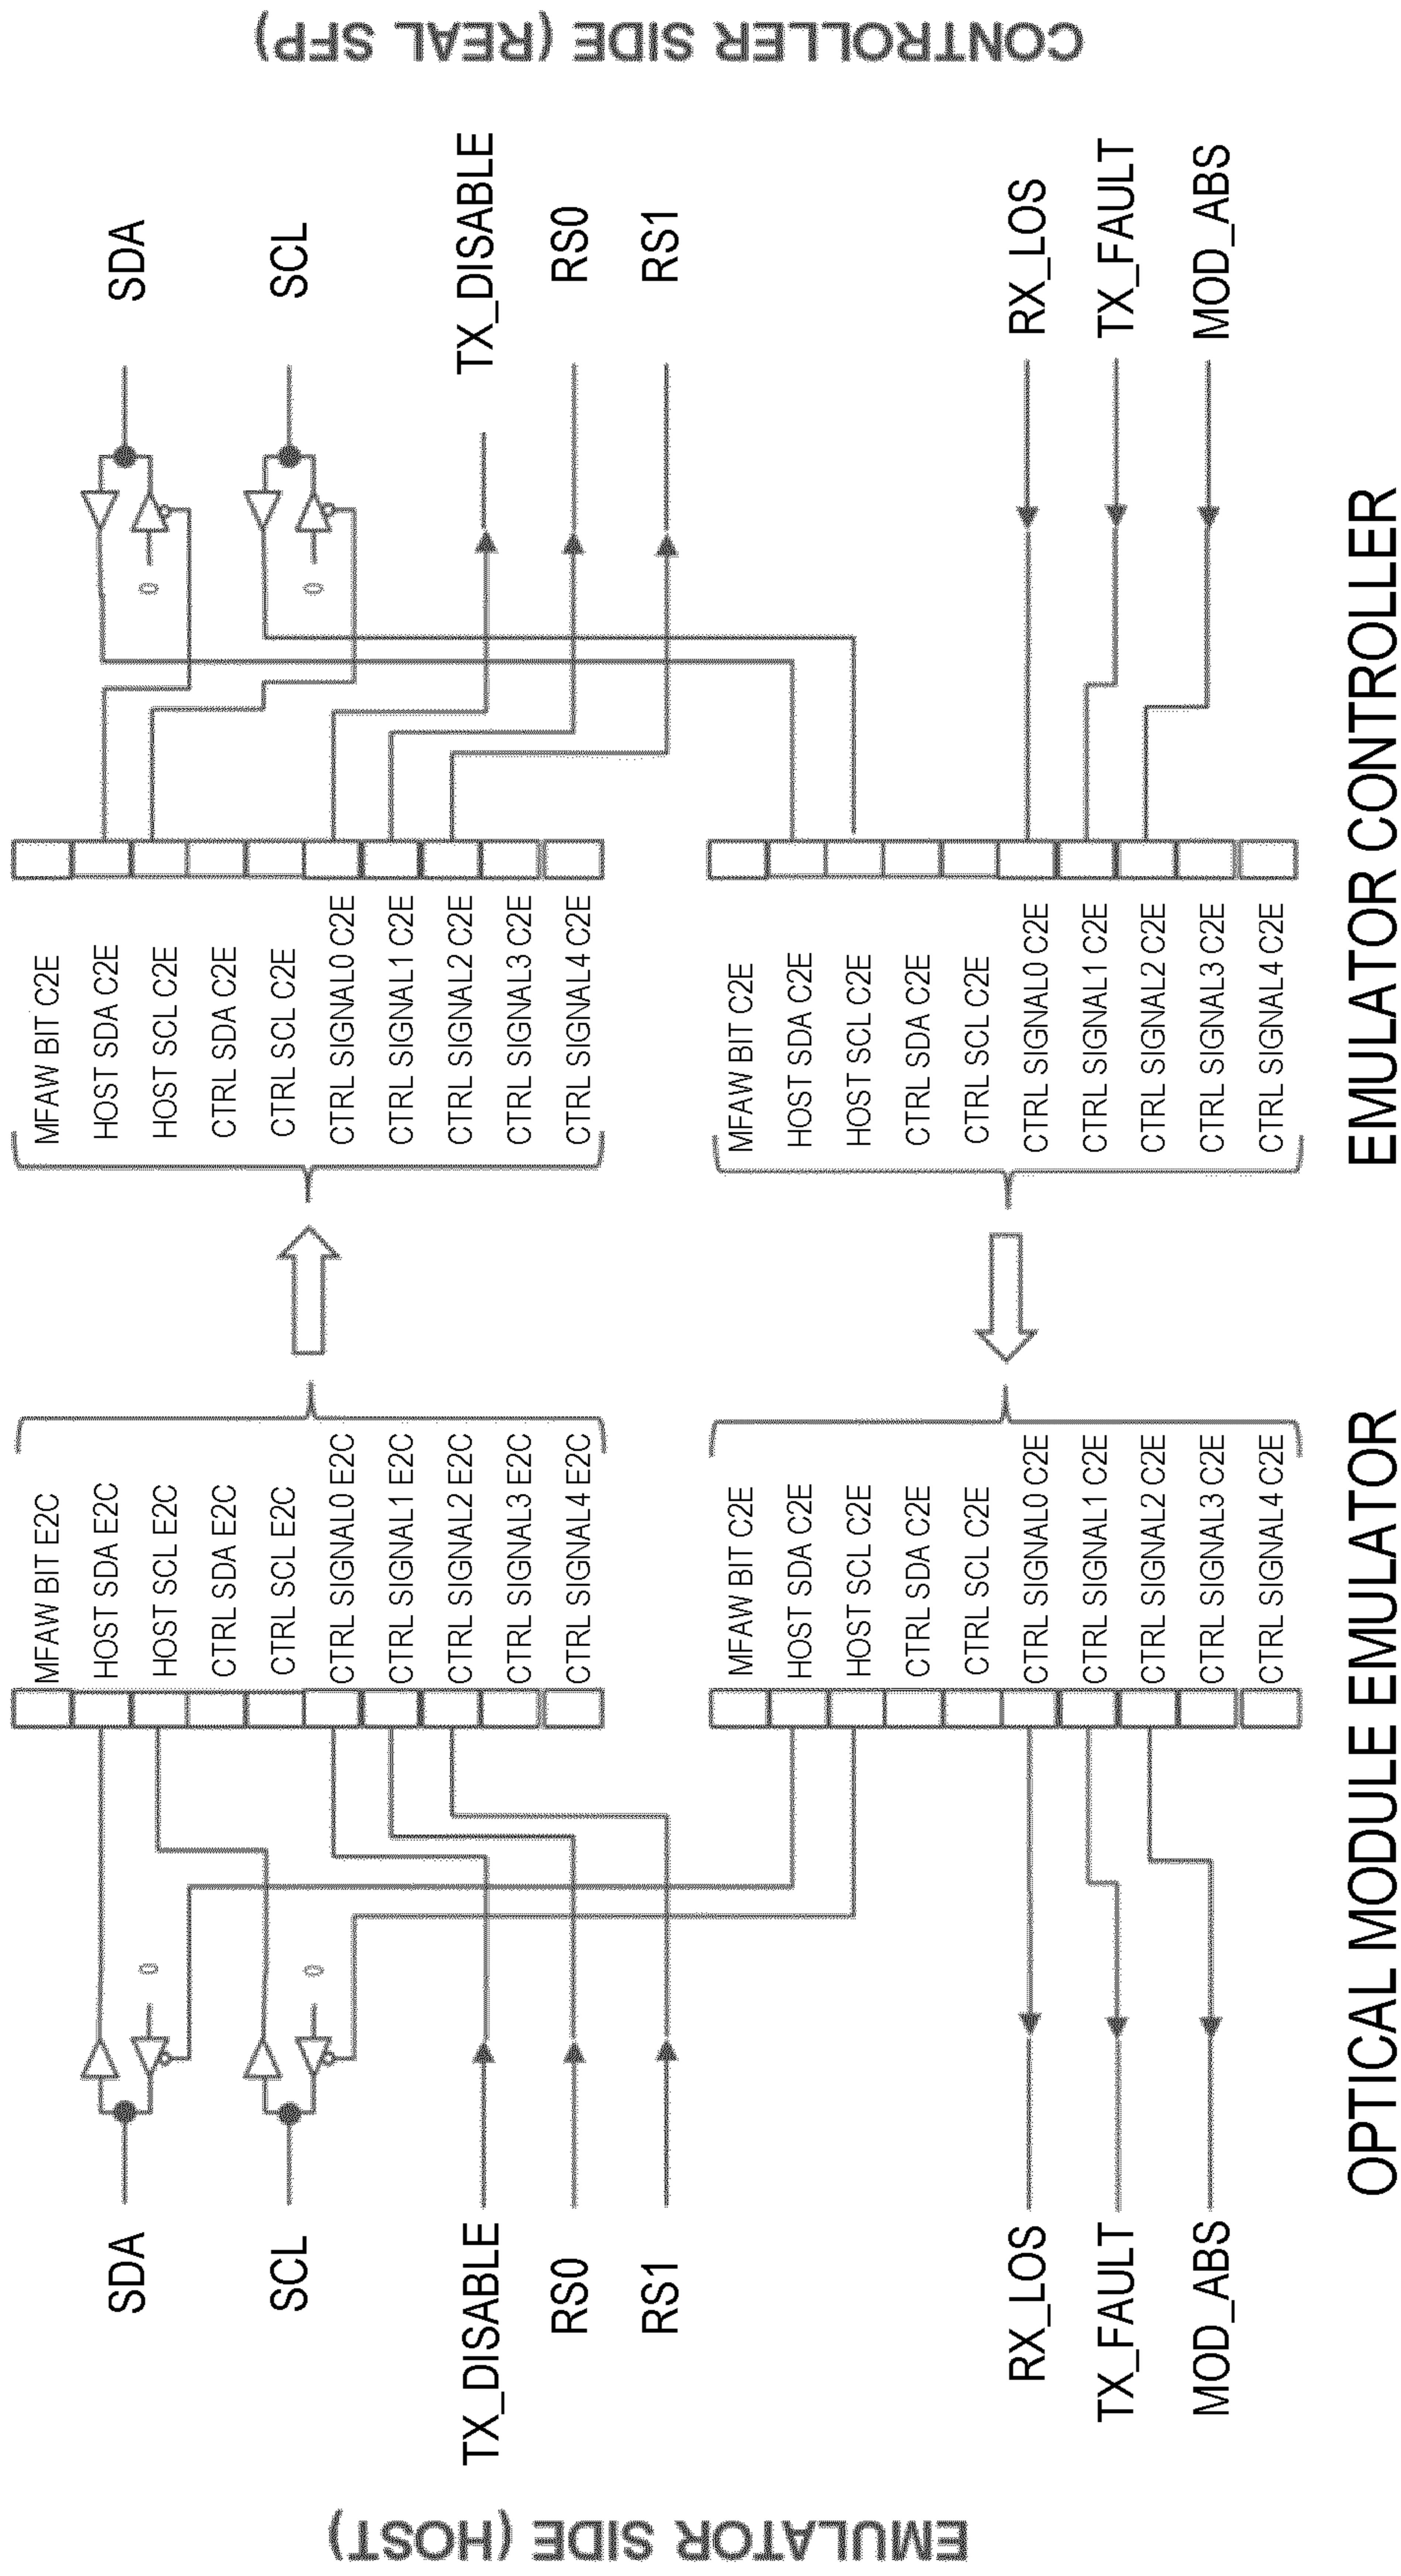 EMULATOR SIDE (HOST)
SDA
SCL
TX_DISABLE
RS0
RS1
RX_LOS
TX_FAULT
MOD_ABS
0
0
MFAW BIT E2C
HOST SDA E2C
HOST SCL E2C
CTRL SDA E2C
CTRL SCL E2C
CTRL SIGNAL0 E2C
CTRL SIGNAL1 E2C
CTRL SIGNAL2 E2C
CTRL SIGNAL3 E2C
CTRL SIGNAL4 E2C
MFAW BIT C2E
HOST SDA C2E
HOST SCL C2E
CTRL SDA C2E
CTRL SCL C2E
CTRL SIGNAL0 C2E
CTRL SIGNAL1 C2E
CTRL SIGNAL2 C2E
CTRL SIGNAL3 C2E
CTRL SIGNAL4 C2E
OPTICAL MODULE EMULATOR
MFAW BIT C2E
HOST SDA C2E
HOST SCL C2E
CTRL SDA C2E
CTRL SCL C2E
CTRL SIGNAL0 C2E
CTRL SIGNAL1 C2E
CTRL SIGNAL2 C2E
CTRL SIGNAL3 C2E
CTRL SIGNAL4 C2E
MFAW BIT C2E
HOST SDA C2E
HOST SCL C2E
CTRL SDA C2E
CTRL SCL C2E
CTRL SIGNAL0 C2E
CTRL SIGNAL1 C2E
CTRL SIGNAL2 C2E
CTRL SIGNAL3 C2E
CTRL SIGNAL4 C2E
EMULATOR CONTROLLER
0
0
SDA
SCL
TX_DISABLE
RS0
RS1
RX_LOS
TX_FAULT
MOD_ABS
CONTROLLER SIDE (REAL SFP)